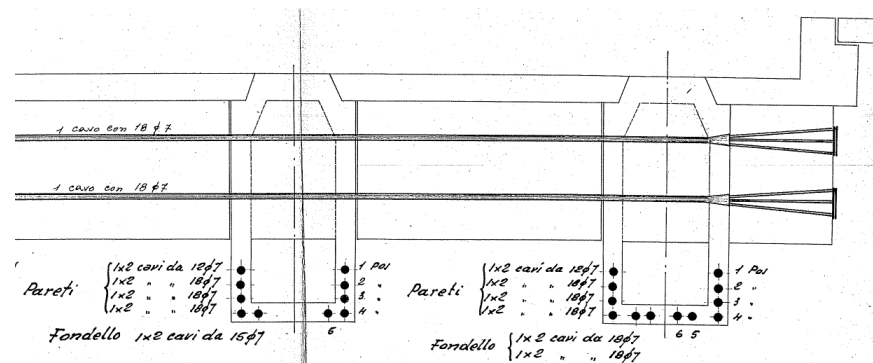 1 cavo con 18 ϕ 7
1 cavo con 18 ϕ 7
Pareti
1x2 cavi da 12ϕ7
1x2 " " 18ϕ7
1x2 " " 18ϕ7
1x2 " " 18ϕ7
1 Pos
2 "
3 "
4 "
6
Fondello 1x2 cavi da 15ϕ7
Pareti
1x2 cavi da 12ϕ7
1x2 " " 18ϕ7
1x2 " " 18ϕ7
1x2 " " 18ϕ7
1 Pos
2 "
3 "
4 "
6 5
Fondello
1x2 cavi da 18ϕ7
1x2 " " 18ϕ7